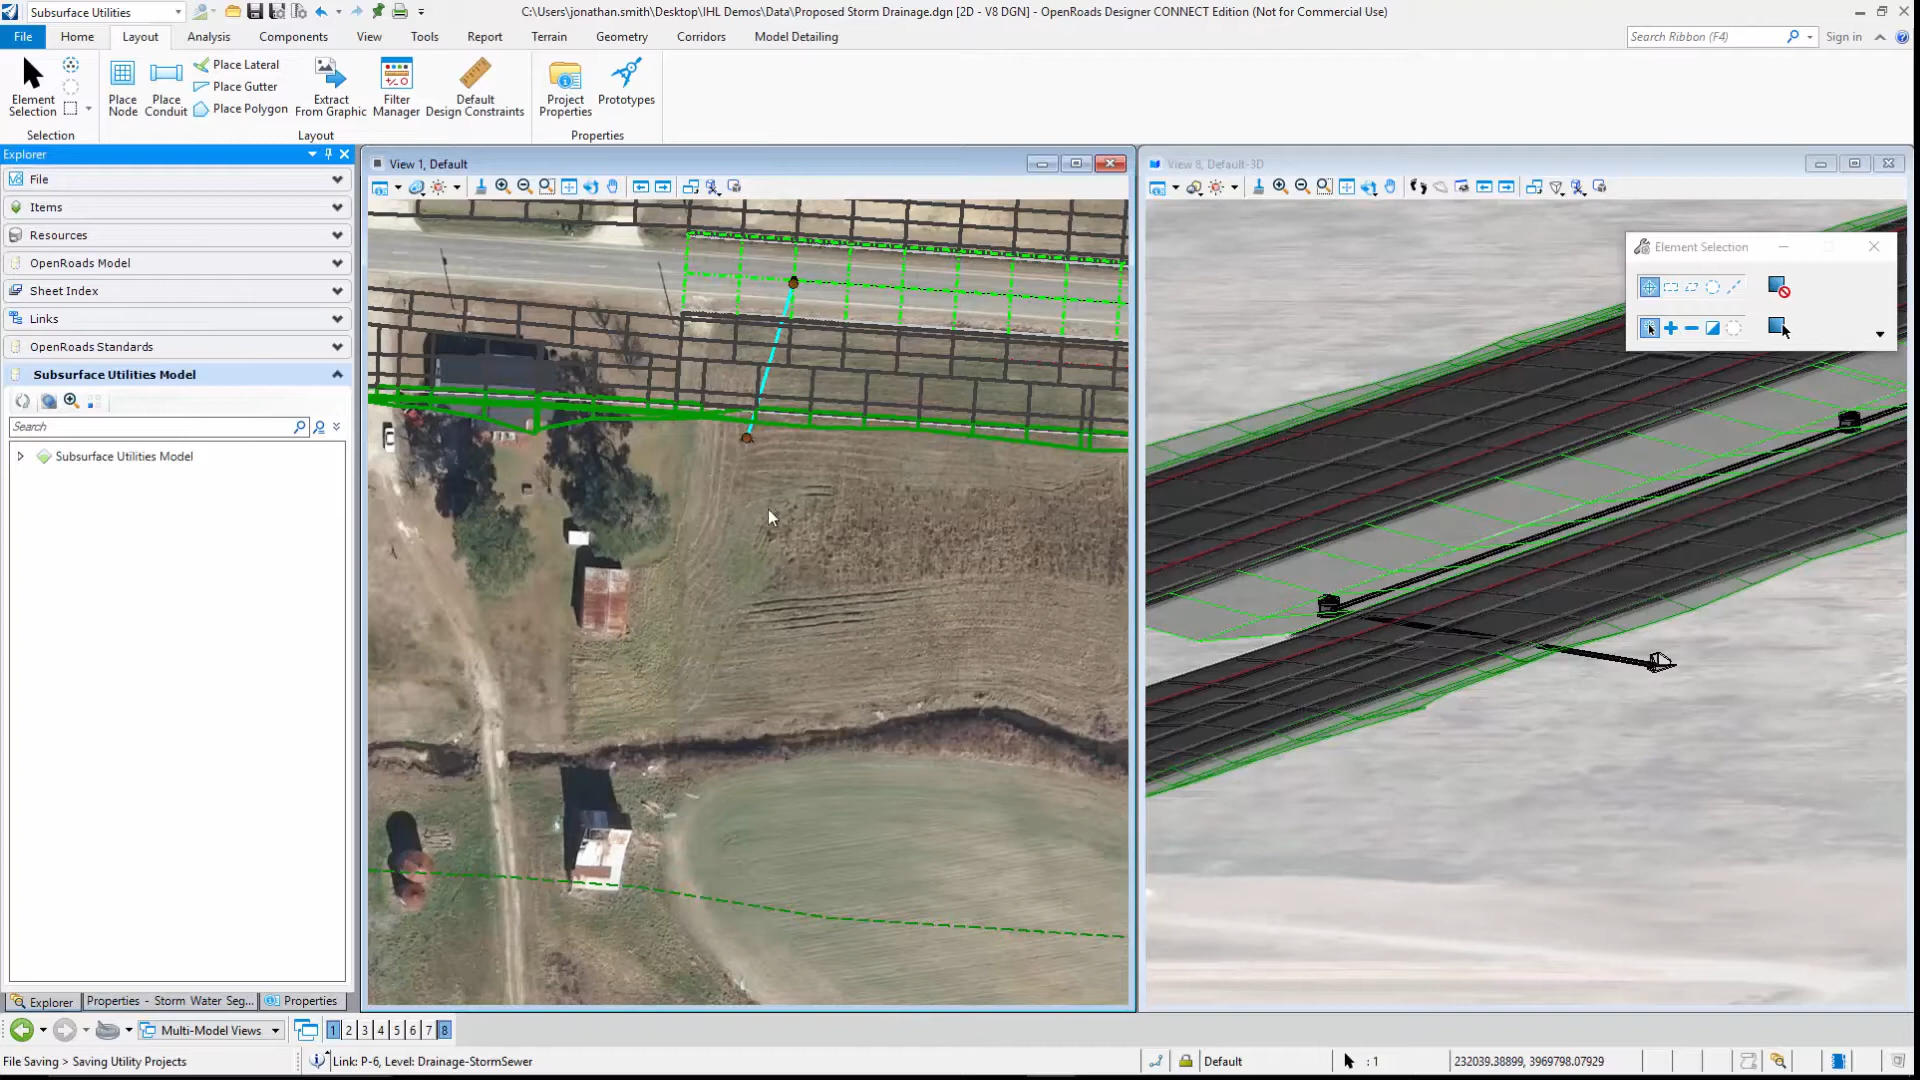 Subsurface Utilities
C:\Users\jonathan.smith\Desktop\IHL Demos\Data\Proposed Storm Drainage.dgn [2D - V8 DGN] - OpenRoads Designer CONNECT Edition (Not for Commercial Use)
File Home Layout Analysis Components View Tools Report Terrain Geometry Corridors Model Detailing
Search Ribbon (F4)
Sign in
Element Selection
Place Node
Place Conduit
Place Lateral
Place Gutter
Place Polygon
Extract From Graphic
Filter Manager
Default Design Constraints
Project Properties
Prototypes
Selection
Layout
Properties
Explorer
File
Items
Resources
OpenRoads Model
Sheet Index
Links
OpenRoads Standards
Subsurface Utilities Model
Search
Subsurface Utilities Model
View 1, Default
View 8, Default-3D
Element Selection
Explorer
Properties - Storm Water Seg...
Properties
Multi-Model Views
1 2 3 4 5 6 7 8
File Saving > Saving Utility Projects
Link: P-6, Level: Drainage-StormSewer
Default
: 1
232039.38899, 3969798.07929